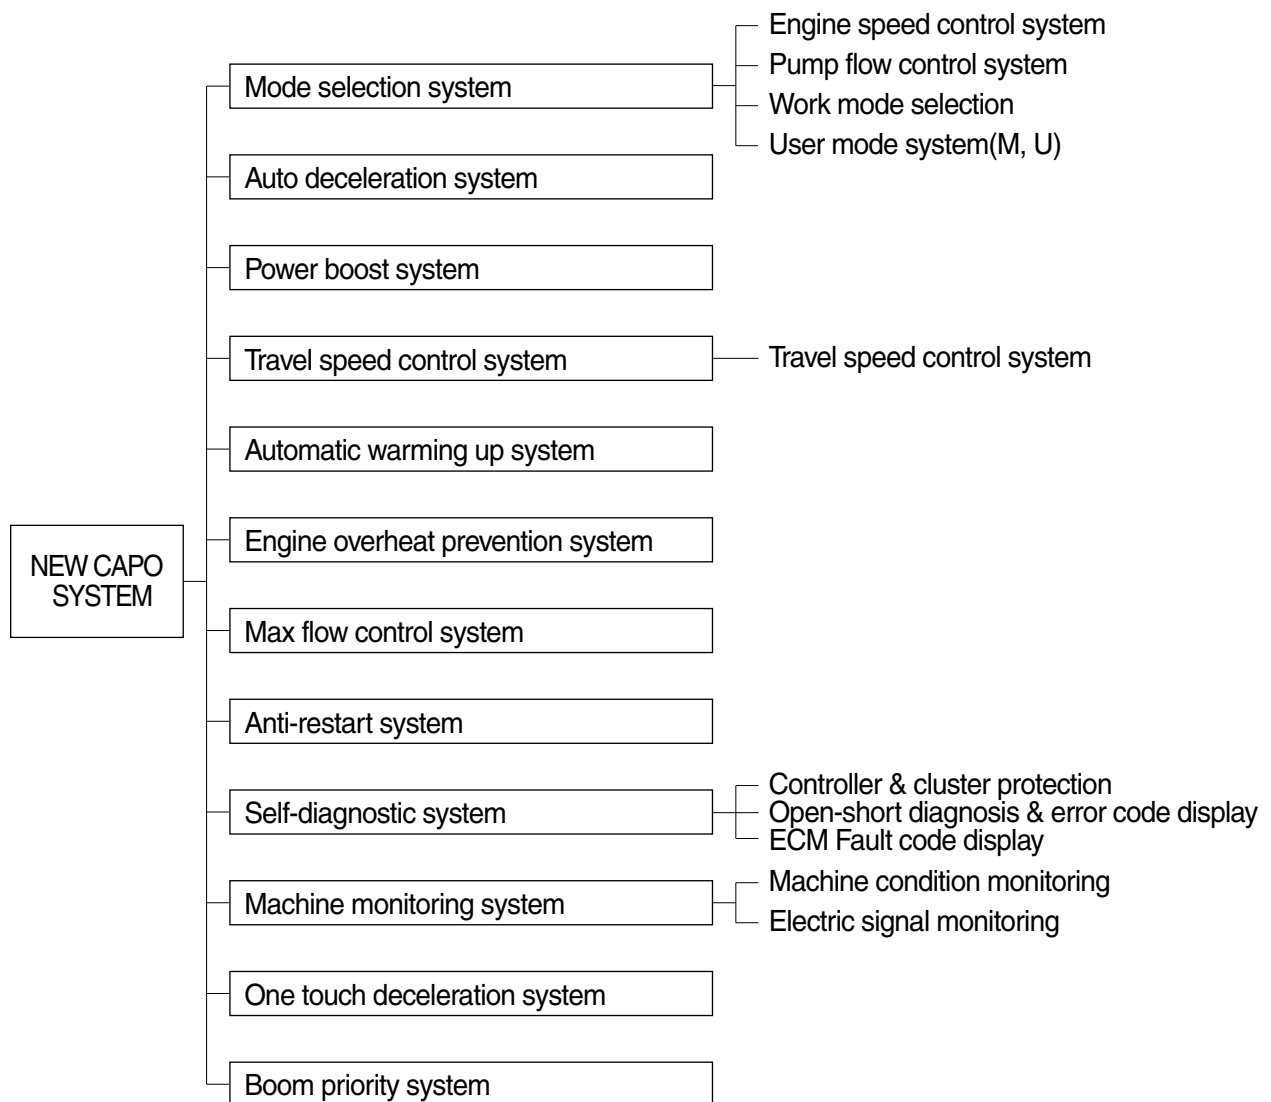 Engine speed control system
Pump flow control system
Mode selection system
Work mode selection
User mode system(M, U)
Auto deceleration system
Power boost system
Travel speed control system
Travel speed control system
Automatic warming up system
Engine overheat prevention system
NEW CAPO
SYSTEM
Max flow control system
Anti-restart system
Controller & cluster protection
Self-diagnostic system
Open-short diagnosis & error code display
ECM Fault code display
Machine condition monitoring
Machine monitoring system
Electric signal monitoring
One touch deceleration system
Boom priority system